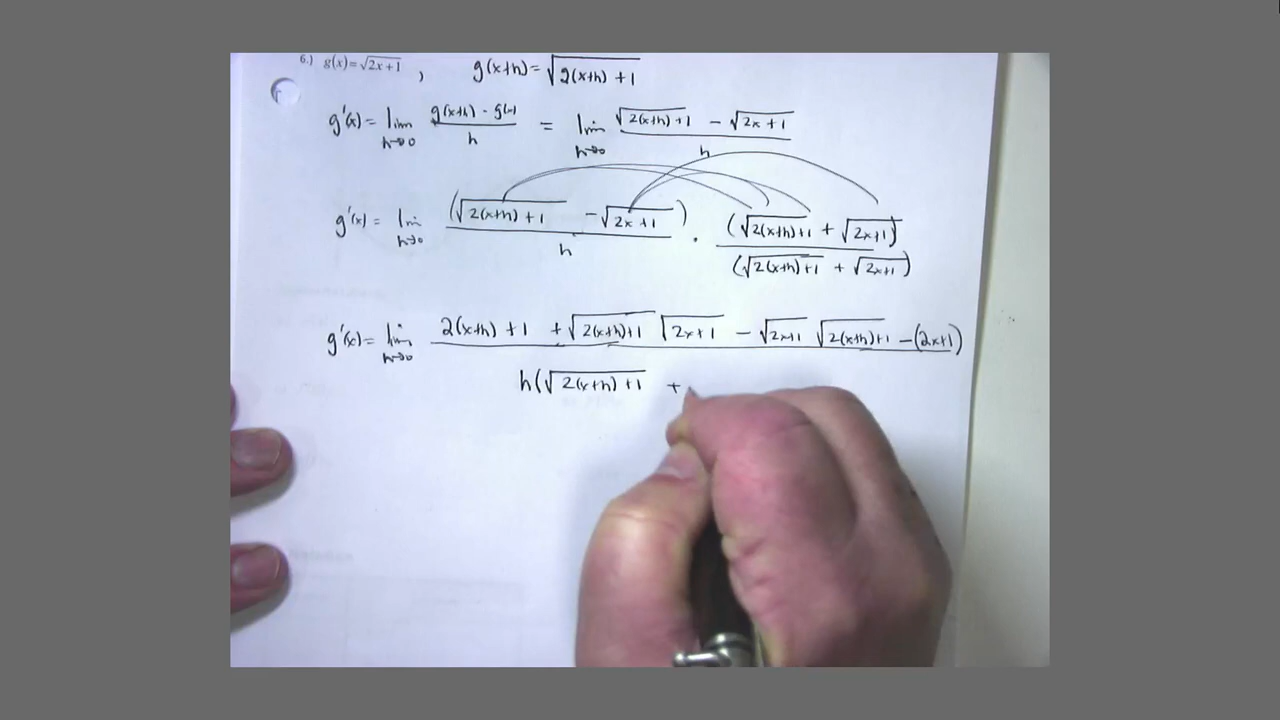 6.) g(x)=√2x+1 , g(x+h)=√2(x+h)+1
g'(x)= lim h→0 g(x+h) - g(x) / h = lim h→0 √2(x+h)+1 - √2x+1 / h
g'(x)= lim h→0 (√2(x+h)+1 - √2x+1) / h · (√2(x+h)+1 + √2x+1) / (√2(x+h)+1 + √2x+1)
g'(x)= lim h→0 2(x+h)+1 + √2(x+h)+1 √2x+1 - √2x+1 √2(x+h)+1 - (2x+1) / h(√2(x+h)+1 +